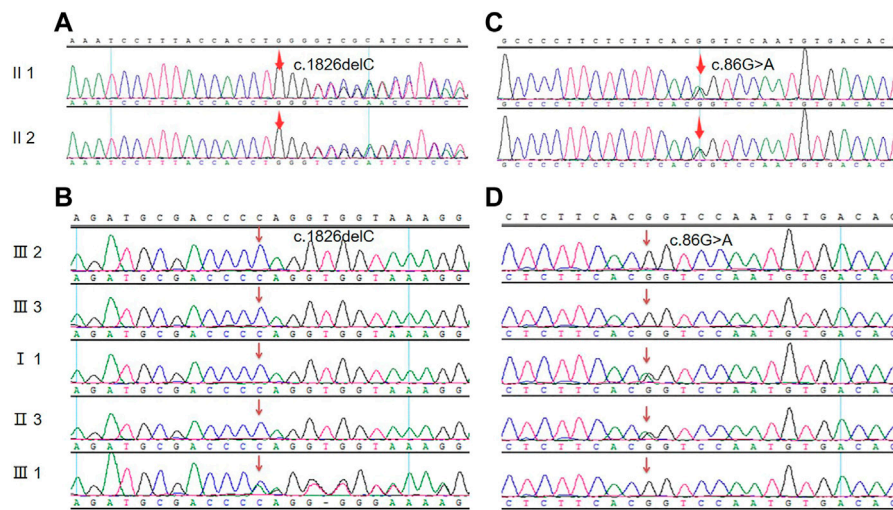 A
A A A T C C T T T A C C A C C T G G G G T C G C A T C T T C A
c.1826delC
II 1
A A A T C C T T T A C C A C C T G G G T C C C A A C C T T C T
II 2
C
G C C C C T T C T C T T C A C G G T C C A A T G T G A C A C
c.86G>A
G C C C C T T C T C T T C A C G G T C C A A T G T G A C A C
G C C C C T T C T C T T C A C G G T C C A A T G T G A C A C
B
A G A T G C G A C C C C A G G T G G T A A A G G
c.1826delC
III 2
A G A T G C G A C C C C A G G T G G T A A A G G
III 3
A G A T G C G A C C C C A G G T G G T A A A G G
I 1
A G A T G C G A C C C C A G G T G G T A A A G G
II 3
A G A T G C G A C C C C A G G T G G T A A A G G
III 1
A G A T G C G A C C C C A G G - G G G A A A A G
D
C T C T T C A C G G T C C A A T G T G A C A C
c.86G>A
C T C T T C A C G G T C C A A T G T G A C A C
C T C T T C A C G G T C C A A T G T G A C A C
C T C T T C A C G G T C C A A T G T G A C A C
C T C T T C A C G G T C C A A T G T G A C A C
C T C T T C A C G G T C C A A T G T G A C A C